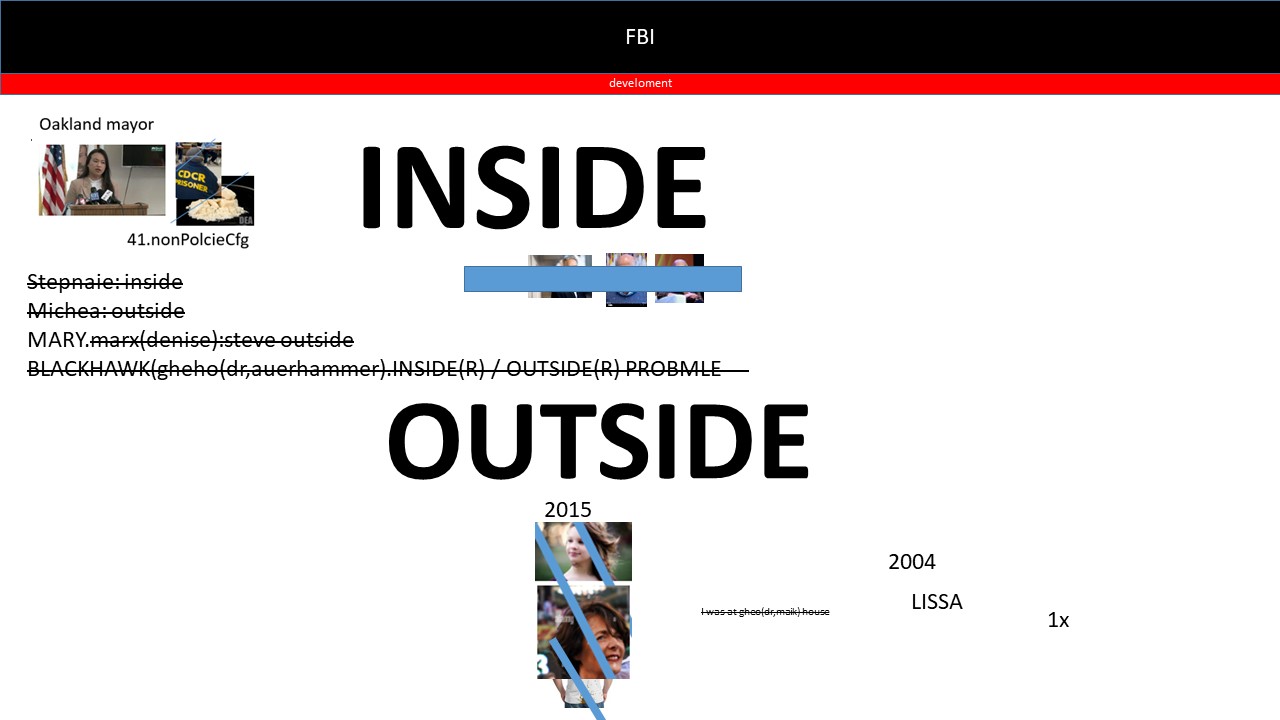 FBI
develoment
Oakland mayor
CDCR
PRISONER
DEA
41.nonPolcieCfg
INSIDE
Stepnaie: inside
Michea: outside
MARY.marx(denise):steve outside
BLACKHAWK(gheho(dr,auerhammer).INSIDE(R) / OUTSIDE(R) PROBMLE
OUTSIDE
2015
2004
LISSA
I was at gheo(dr,maik) house
1x